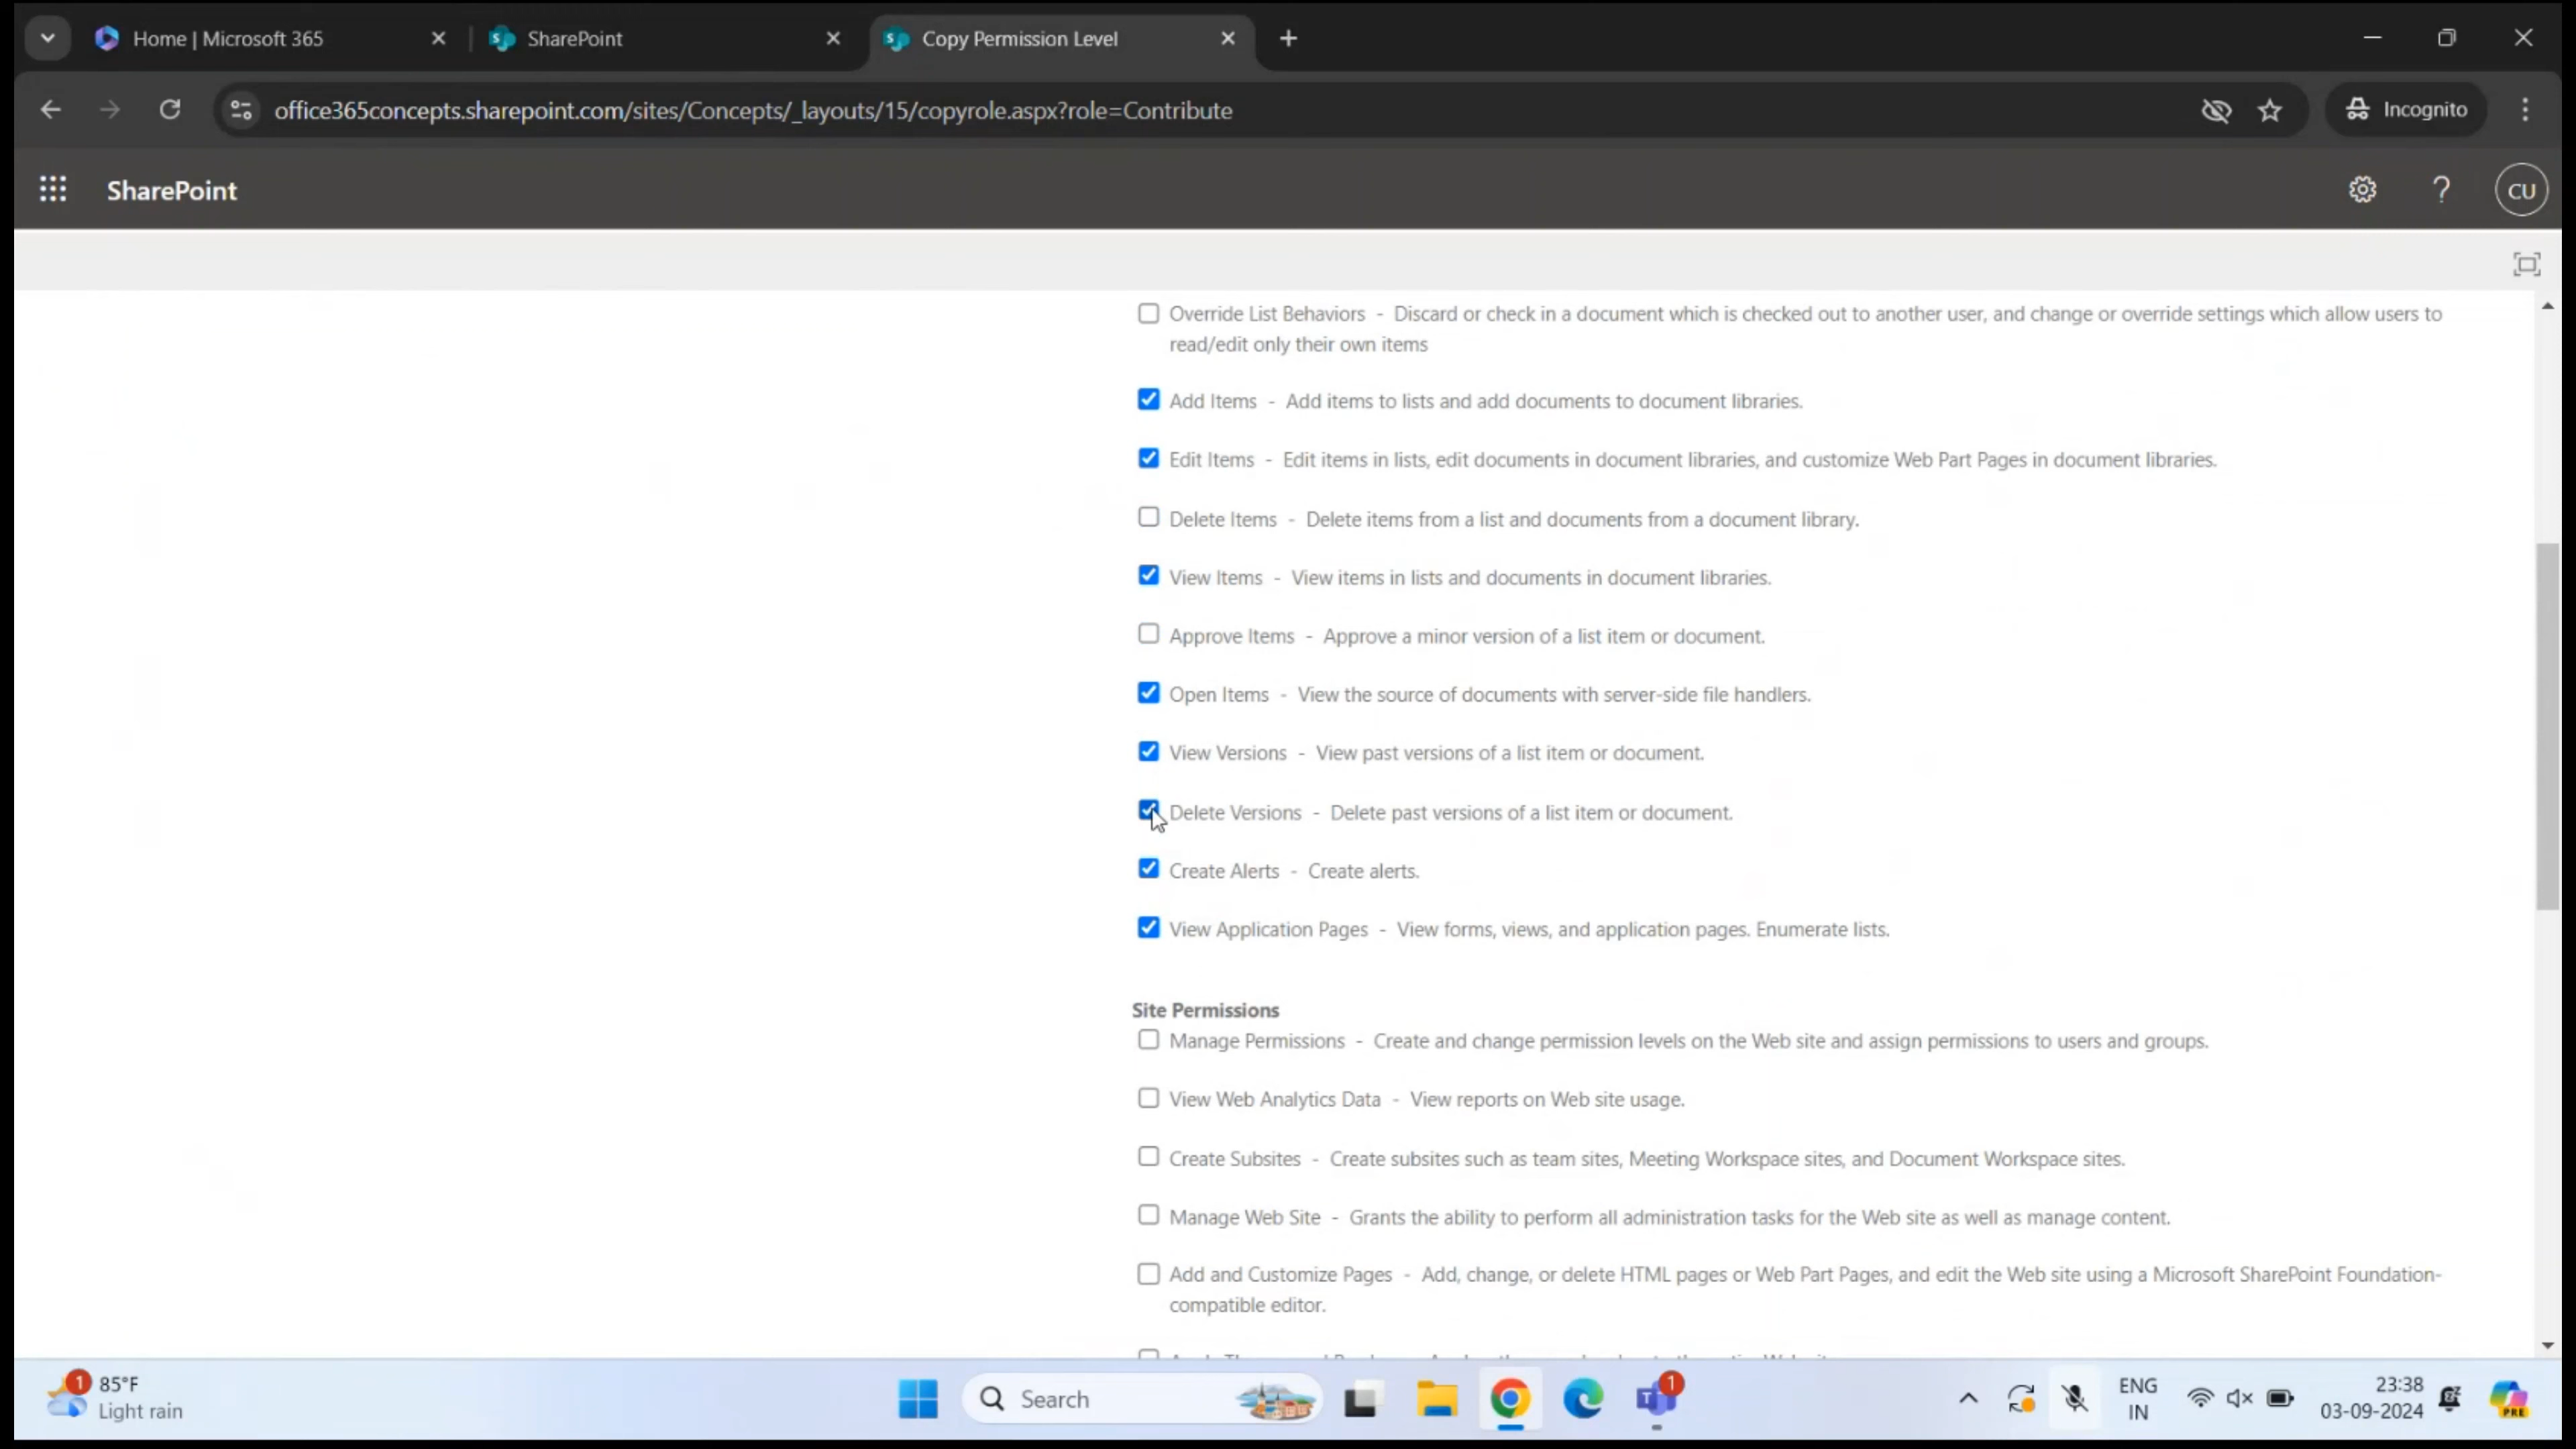 Home | Microsoft 365
SharePoint
Copy Permission Level
office365concepts.sharepoint.com/sites/Concepts/_layouts/15/copyrole.aspx?role=Contribute
Incognito
SharePoint
?
CU
Override List Behaviors - Discard or check in a document which is checked out to another user, and change or override settings which allow users to
read/edit only their own items
Add Items - Add items to lists and add documents to document libraries.
Edit Items - Edit items in lists, edit documents in document libraries, and customize Web Part Pages in document libraries.
Delete Items - Delete items from a list and documents from a document library.
View Items - View items in lists and documents in document libraries.
Approve Items - Approve a minor version of a list item or document.
Open Items - View the source of documents with server-side file handlers.
View Versions - View past versions of a list item or document.
Delete Versions - Delete past versions of a list item or document.
Create Alerts - Create alerts.
View Application Pages - View forms, views, and application pages. Enumerate lists.
Site Permissions
Manage Permissions - Create and change permission levels on the Web site and assign permissions to users and groups.
View Web Analytics Data - View reports on Web site usage.
Create Subsites - Create subsites such as team sites, Meeting Workspace sites, and Document Workspace sites.
Manage Web Site - Grants the ability to perform all administration tasks for the Web site as well as manage content.
Add and Customize Pages - Add, change, or delete HTML pages or Web Part Pages, and edit the Web site using a Microsoft SharePoint Foundation-
compatible editor.
1
85°F
Light rain
Search
1
ENG
IN
23:38
03-09-2024
PRE